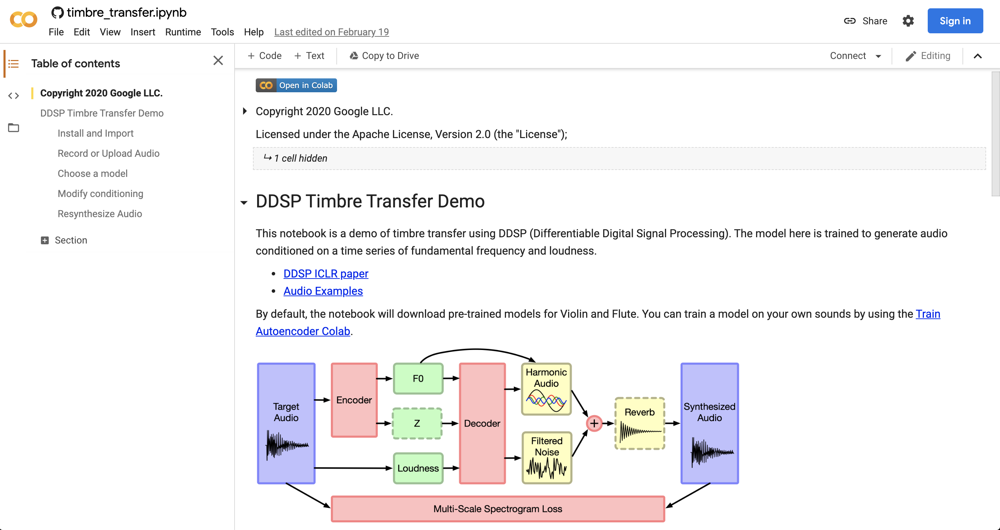 timbre_transfer.ipynb
File Edit View Insert Runtime Tools Help Last edited on February 19
Share
Sign in
Table of contents
Copyright 2020 Google LLC.
DDSP Timbre Transfer Demo
Install and Import
Record or Upload Audio
Choose a model
Modify conditioning
Resynthesize Audio
Section
+ Code + Text Copy to Drive
Connect Editing
CO Open in Colab
Copyright 2020 Google LLC.
Licensed under the Apache License, Version 2.0 (the "License");
↳ 1 cell hidden
DDSP Timbre Transfer Demo
This notebook is a demo of timbre transfer using DDSP (Differentiable Digital Signal Processing). The model here is trained to generate audio
conditioned on a time series of fundamental frequency and loudness.
• DDSP ICLR paper
• Audio Examples
By default, the notebook will download pre-trained models for Violin and Flute. You can train a model on your own sounds by using the Train
Autoencoder Colab.
Target
Audio
Encoder
F0
Z
Loudness
Decoder
Harmonic
Audio
Filtered
Noise
+
Reverb
Synthesized
Audio
Multi-Scale Spectrogram Loss